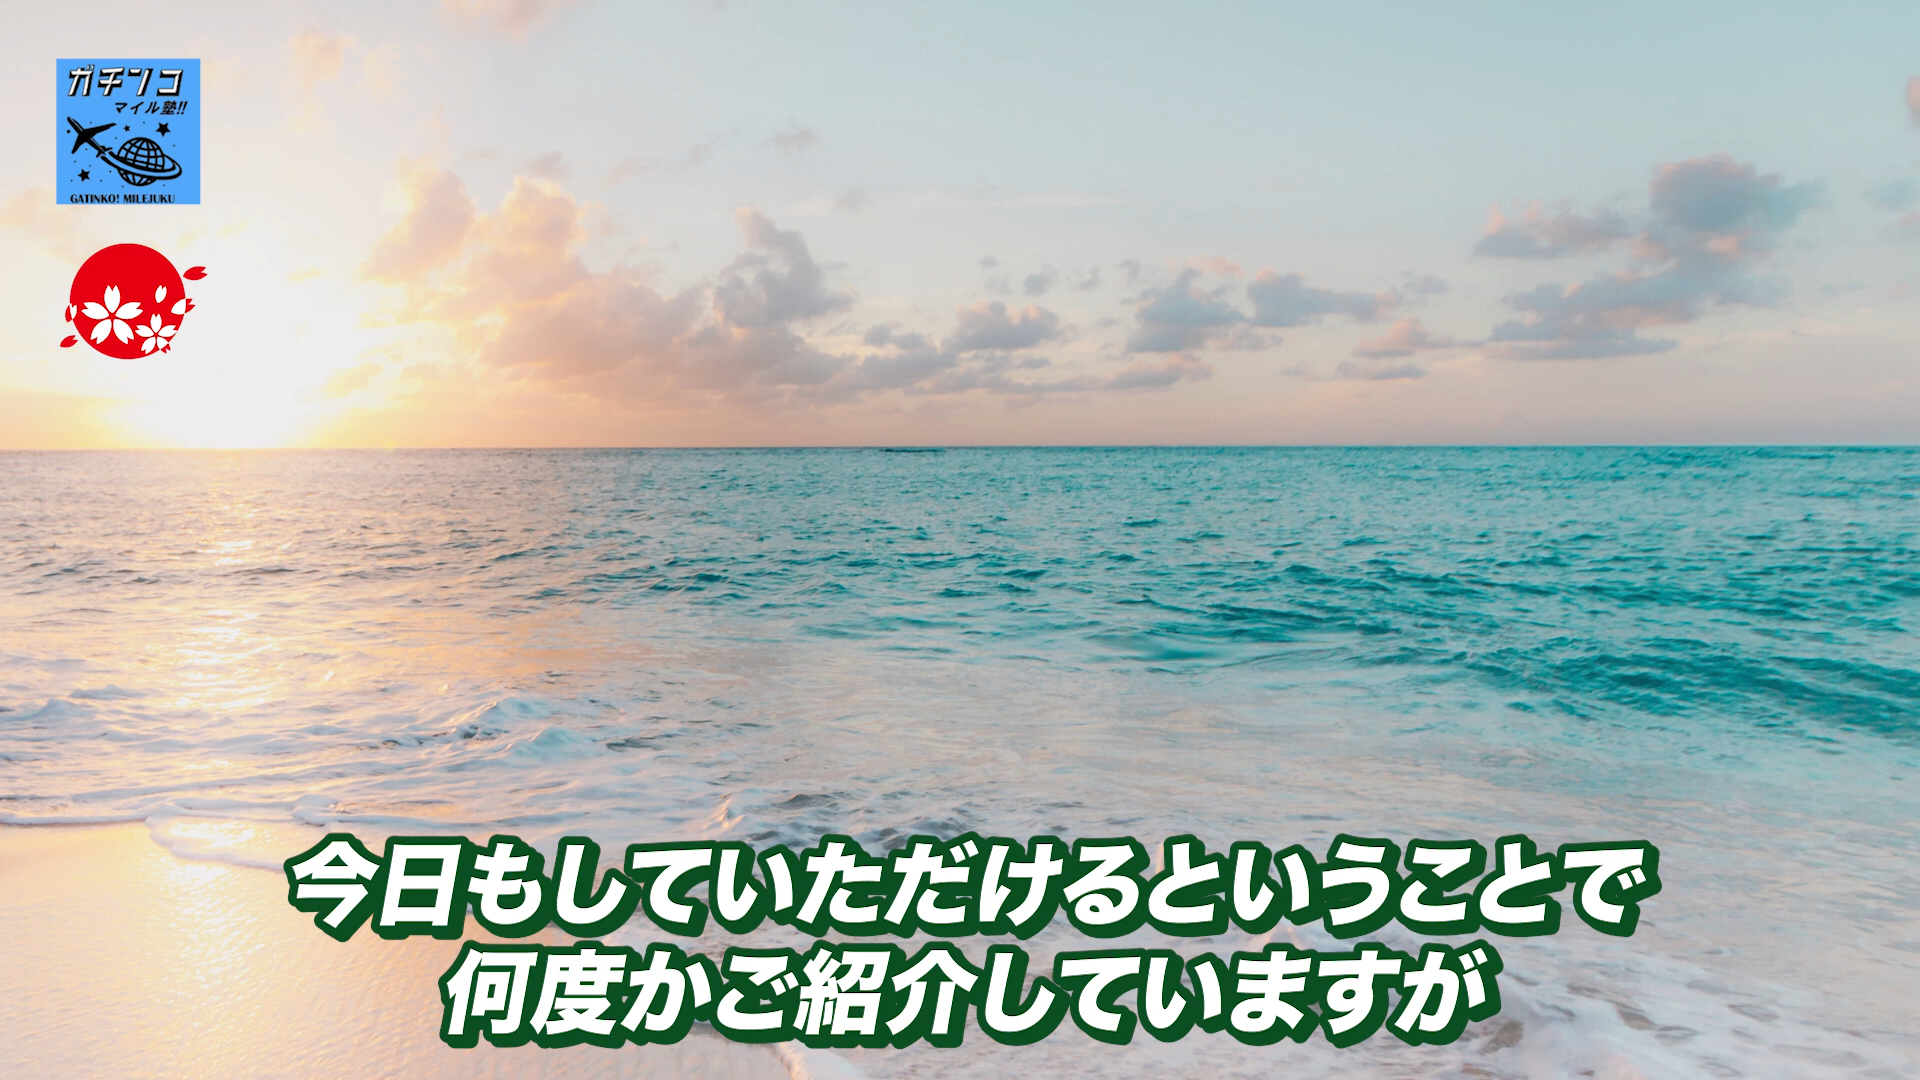 ガチンコ
マイル塾!!
GATINKO! MILEJUKU
今日もしていただけるということで
何度かご紹介していますが